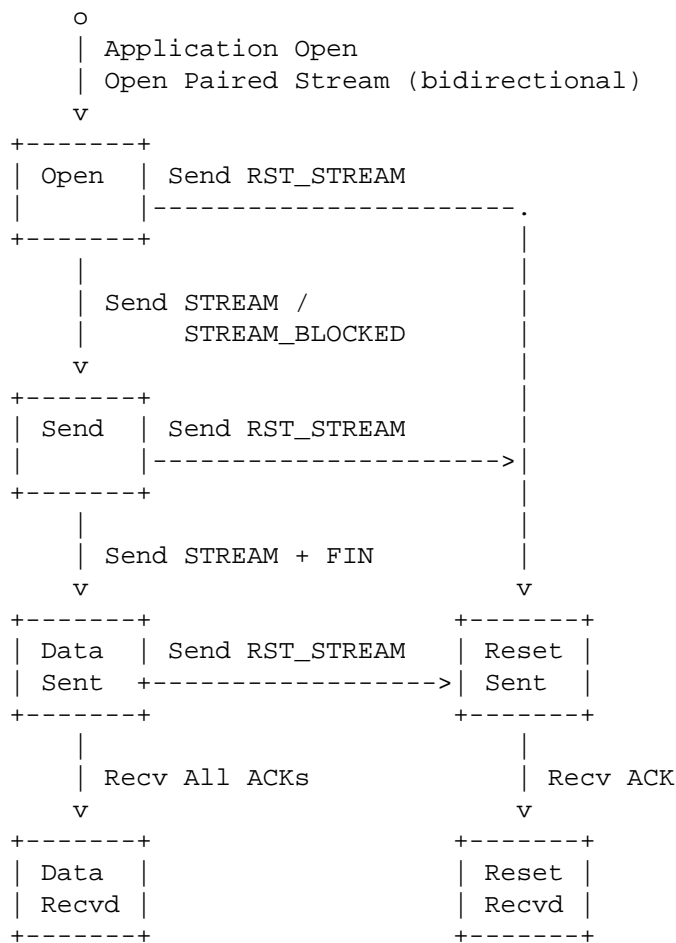 o
| Application Open
| Open Paired Stream (bidirectional)
v
+-------+
| Open  | Send RST_STREAM
|       |-----------------------.
+-------+                       |
|                           |
| Send STREAM /             |
|      STREAM_BLOCKED       |
v                           |
+-------+                       |
| Send  | Send RST_STREAM       |
|       |---------------------->|
+-------+                       |
|                           |
| Send STREAM + FIN         |
v                           v
+-------+                   +-------+
| Data  | Send RST_STREAM   | Reset |
| Sent  +------------------>| Sent  |
+-------+                   +-------+
|                           |
| Recv All ACKs             | Recv ACK
v                           v
+-------+                   +-------+
| Data  |                   | Reset |
| Recvd |                   | Recvd |
+-------+                   +-------+